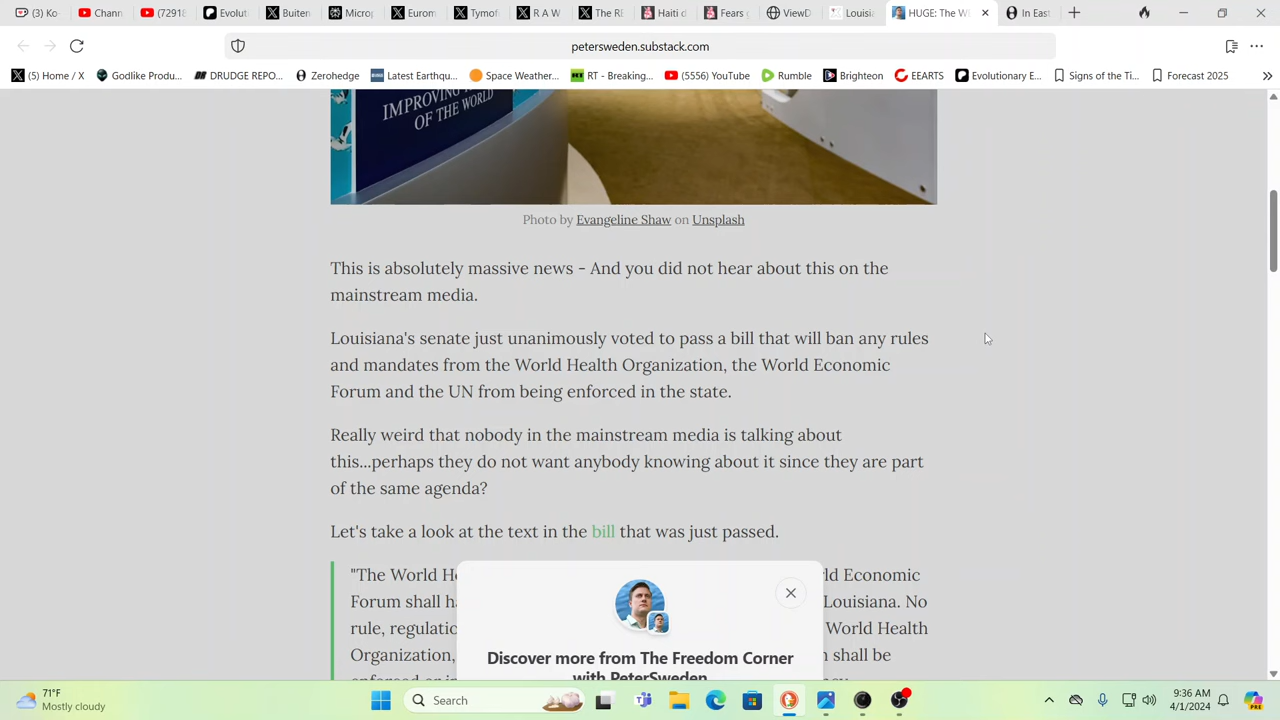 (3) Ko
Chann
(72918
Evoluti
Buiten
Microp
Eurom
Tymof
R A W
The RE
Haiti d
Fears g
ViewD
Louisia
HUGE: The W
In East
petersweden.substack.com
(5) Home / X
Godlike Produ...
DRUDGE REPO...
Zerohedge
Latest Earthqu...
Space Weather...
RT - Breaking...
(5556) YouTube
Rumble
Brighteon
EEARTS
Evolutionary E...
Signs of the Ti...
Forecast 2025
IMPROVING
OF THE WORLD
Photo by Evangeline Shaw on Unsplash
This is absolutely massive news - And you did not hear about this on the
mainstream media.
Louisiana's senate just unanimously voted to pass a bill that will ban any rules
and mandates from the World Health Organization, the World Economic
Forum and the UN from being enforced in the state.
Really weird that nobody in the mainstream media is talking about
this...perhaps they do not want anybody knowing about it since they are part
of the same agenda?
Let's take a look at the text in the bill that was just passed.
"The World He
ld Economic
Forum shall h
Louisiana. No
rule, regulatio
World Health
Organization,
n shall be
Discover more from The Freedom Corner
with PeterSweden
71°F
Mostly cloudy
Search
9:36 AM
4/1/2024